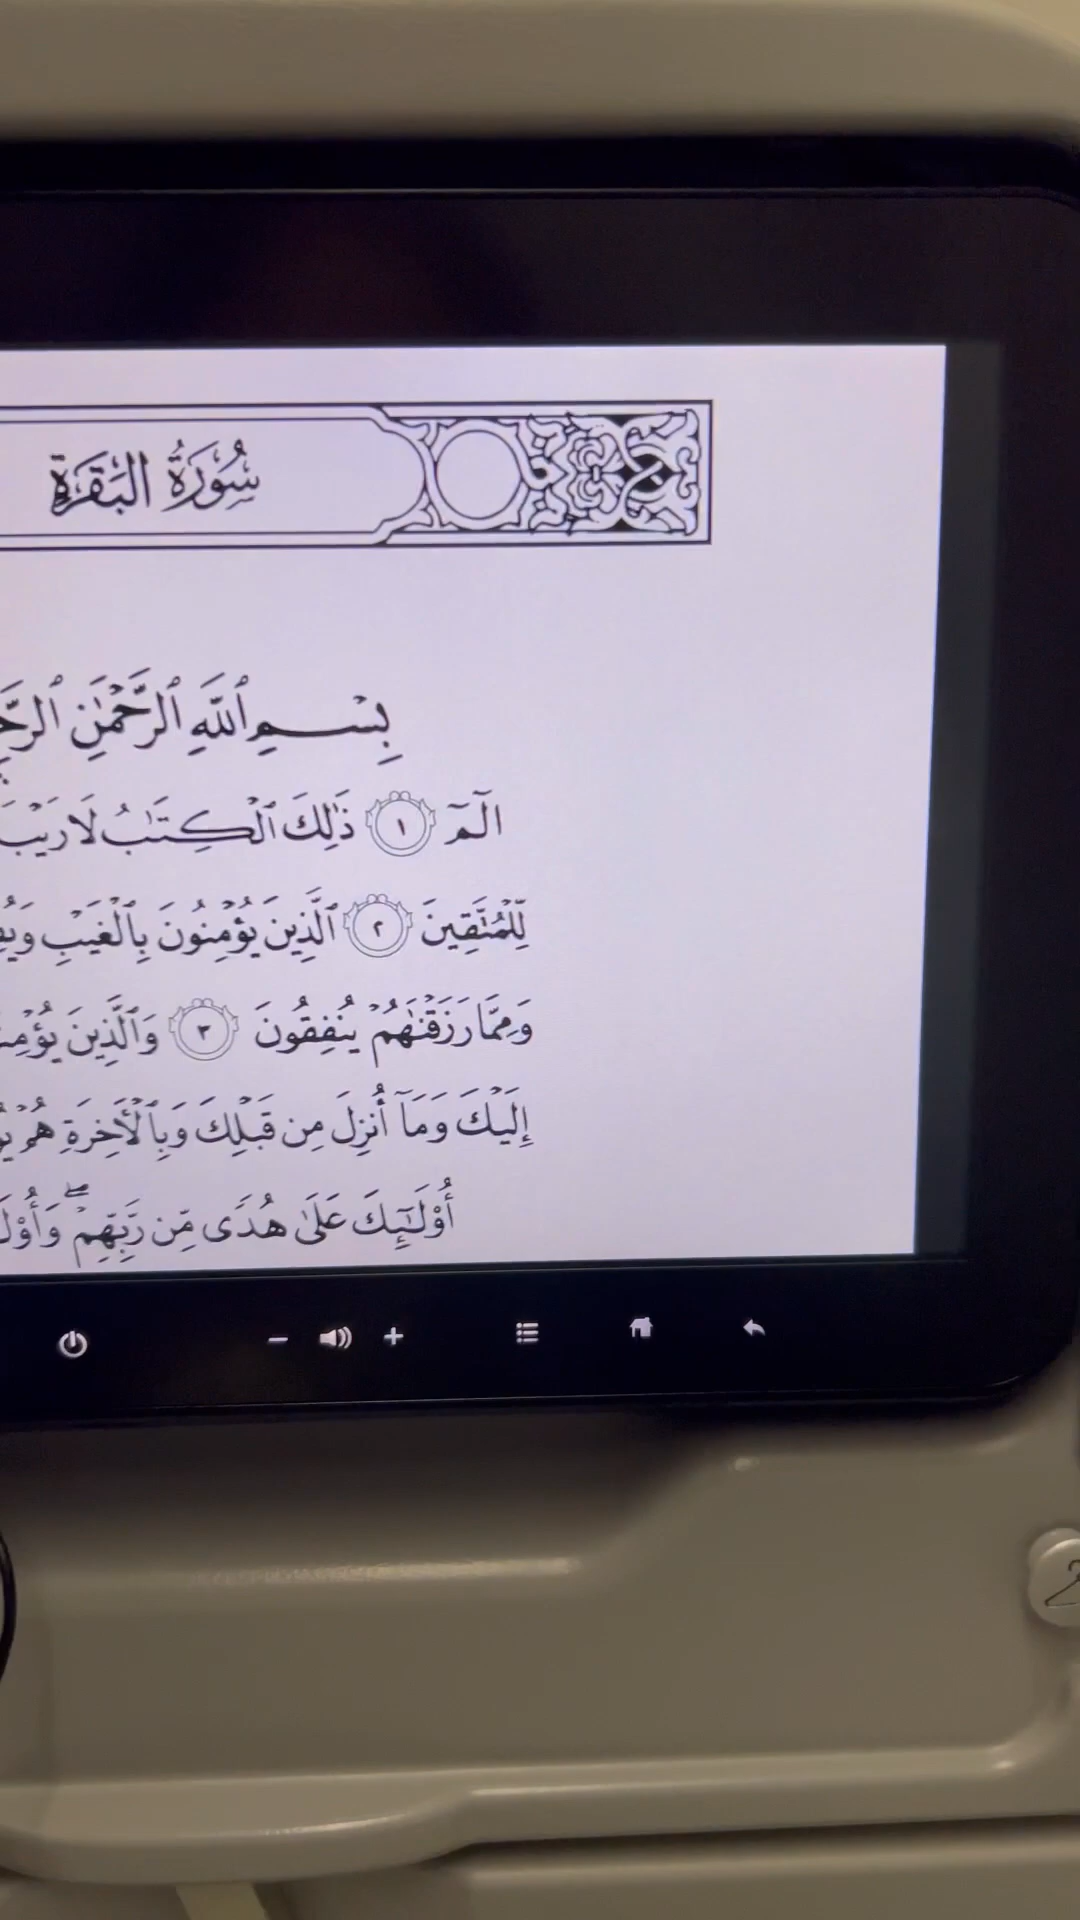 سُورَةُ البَقَرَةِ
بِسْمِ ٱللَّهِ ٱلرَّحْمَٰنِ
الٓمٓ ١ ذَٰلِكَ ٱلْكِتَٰبُ لَا رَيْبَ
لِّلْمُتَّقِينَ ٢ ٱلَّذِينَ يُؤْمِنُونَ بِٱلْغَيْبِ
وَمِمَّا رَزَقْنَٰهُمْ يُنفِقُونَ ٣ وَٱلَّذِينَ
إِلَيْكَ وَمَآ أُنزِلَ مِن قَبْلِكَ وَبِٱلْأَخِرَةِ هُمْ
أُو۟لَٰٓئِكَ عَلَىٰ هُدًى مِّن رَّبِّهِمْ ۖ